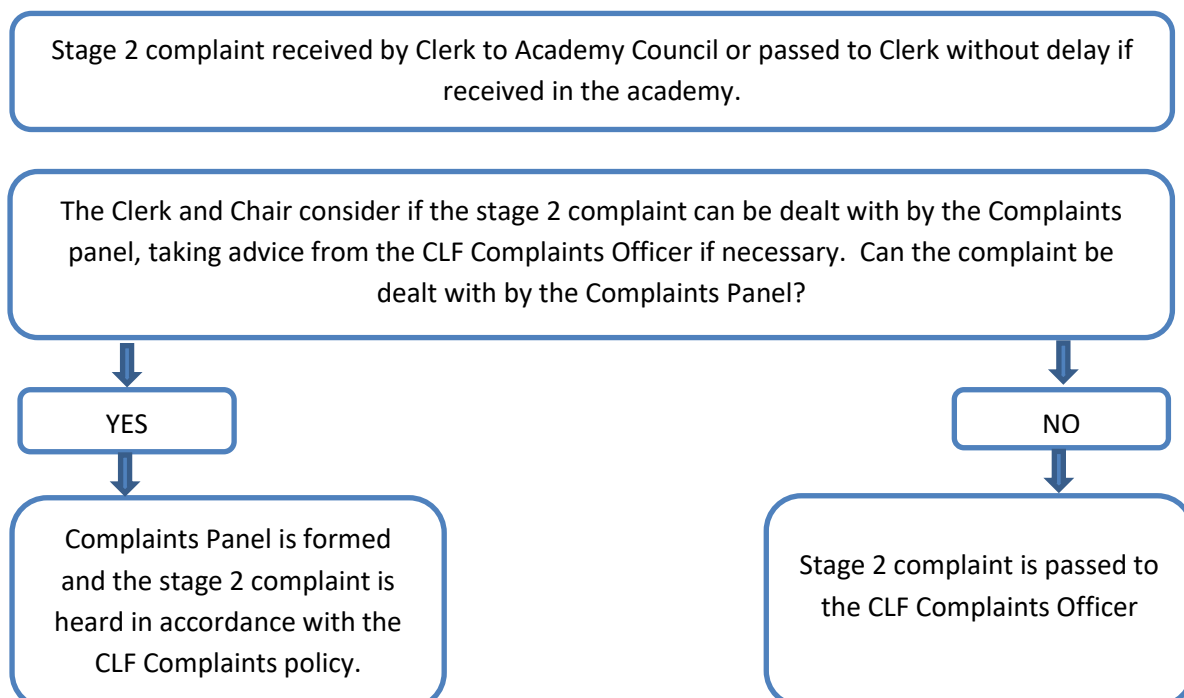 Stage 2 complaint received by Clerk to Academy Council or passed to Clerk without delay if
received in the academy.
The Clerk and Chair consider if the stage 2 complaint can be dealt with by the Complaints
panel, taking advice from the CLF Complaints Officer if necessary.  Can the complaint be
dealt with by the Complaints Panel?
YES
NO
Complaints Panel is formed
and the stage 2 complaint is
heard in accordance with the
CLF Complaints policy.
Stage 2 complaint is passed to
the CLF Complaints Officer